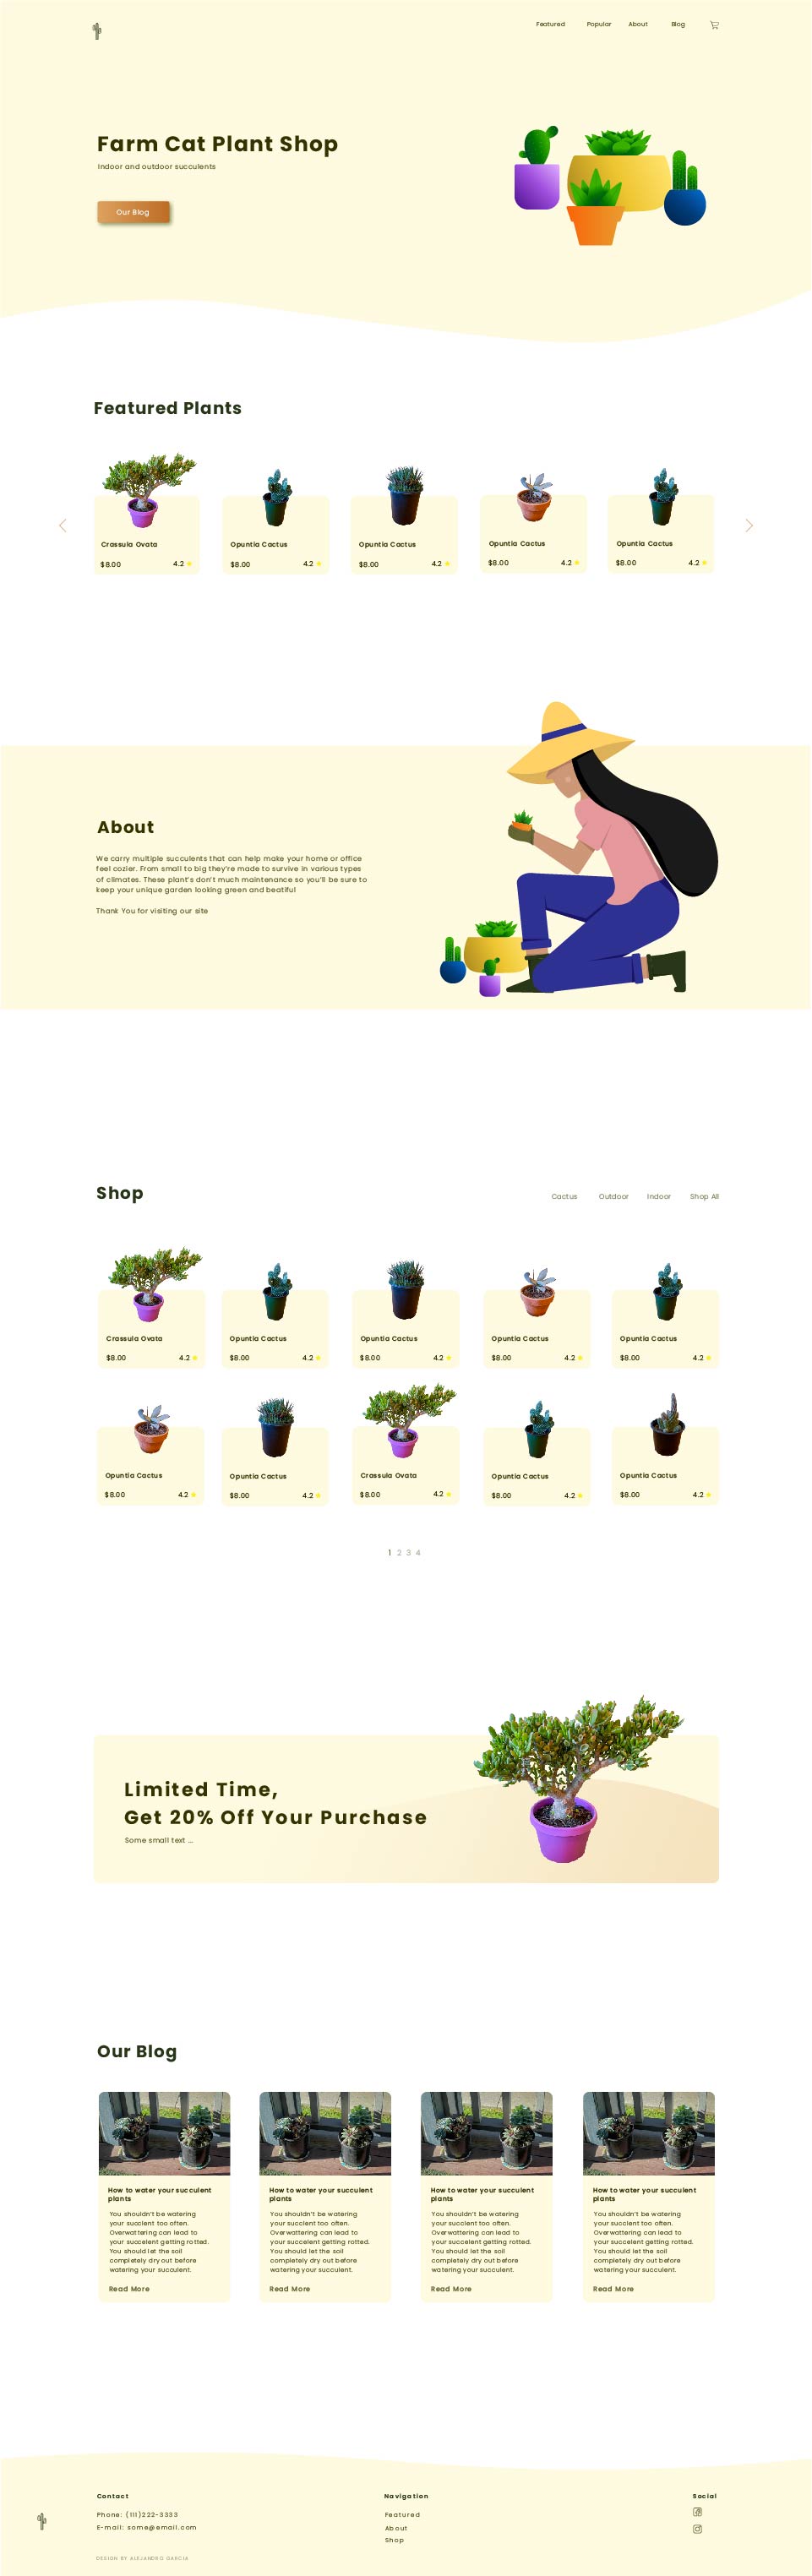 Featured Popular About Blog
Farm Cat Plant Shop
Indoor and outdoor succulents
Our Blog
Featured Plants
Crassula Ovata
$8.00 4.2
Opuntia Cactus
$8.00 4.2
Opuntia Cactus
$8.00 4.2
Opuntia Cactus
$8.00 4.2
Opuntia Cactus
$8.00 4.2
About
We carry multiple succulents that can help make your home or office
feel cozier. From small to big they're made to survive in various types
of climates. These plant's don't much maintenance so you'll be sure to
keep your unique garden looking green and beatiful
Thank You for visiting our site
Shop
Cactus Outdoor Indoor Shop All
Crassula Ovata
$8.00 4.2
Opuntia Cactus
$8.00 4.2
Opuntia Cactus
$8.00 4.2
Opuntia Cactus
$8.00 4.2
Opuntia Cactus
$8.00 4.2
Opuntia Cactus
$8.00 4.2
Opuntia Cactus
$8.00 4.2
Crassula Ovata
$8.00 4.2
Opuntia Cactus
$8.00 4.2
Opuntia Cactus
$8.00 4.2
1 2 3 4
Limited Time,
Get 20% Off Your Purchase
Some small text ...
Our Blog
How to water your succulent
plants
You shouldn't be watering
your succlent too often.
Overwattering can lead to
your succelent getting rotted.
You should let the soil
completely dry out before
watering your succulent.
Read More
How to water your succulent
plants
You shouldn't be watering
your succlent too often.
Overwattering can lead to
your succelent getting rotted.
You should let the soil
completely dry out before
watering your succulent.
Read More
How to water your succulent
plants
You shouldn't be watering
your succlent too often.
Overwattering can lead to
your succelent getting rotted.
You should let the soil
completely dry out before
watering your succulent.
Read More
How to water your succulent
plants
You shouldn't be watering
your succlent too often.
Overwattering can lead to
your succelent getting rotted.
You should let the soil
completely dry out before
watering your succulent.
Read More
Contact
Phone: (111)222-3333
E-mail: some@email.com
Navigation
Featured
About
Shop
Social
DESIGN BY ALEJANDRO GARCIA